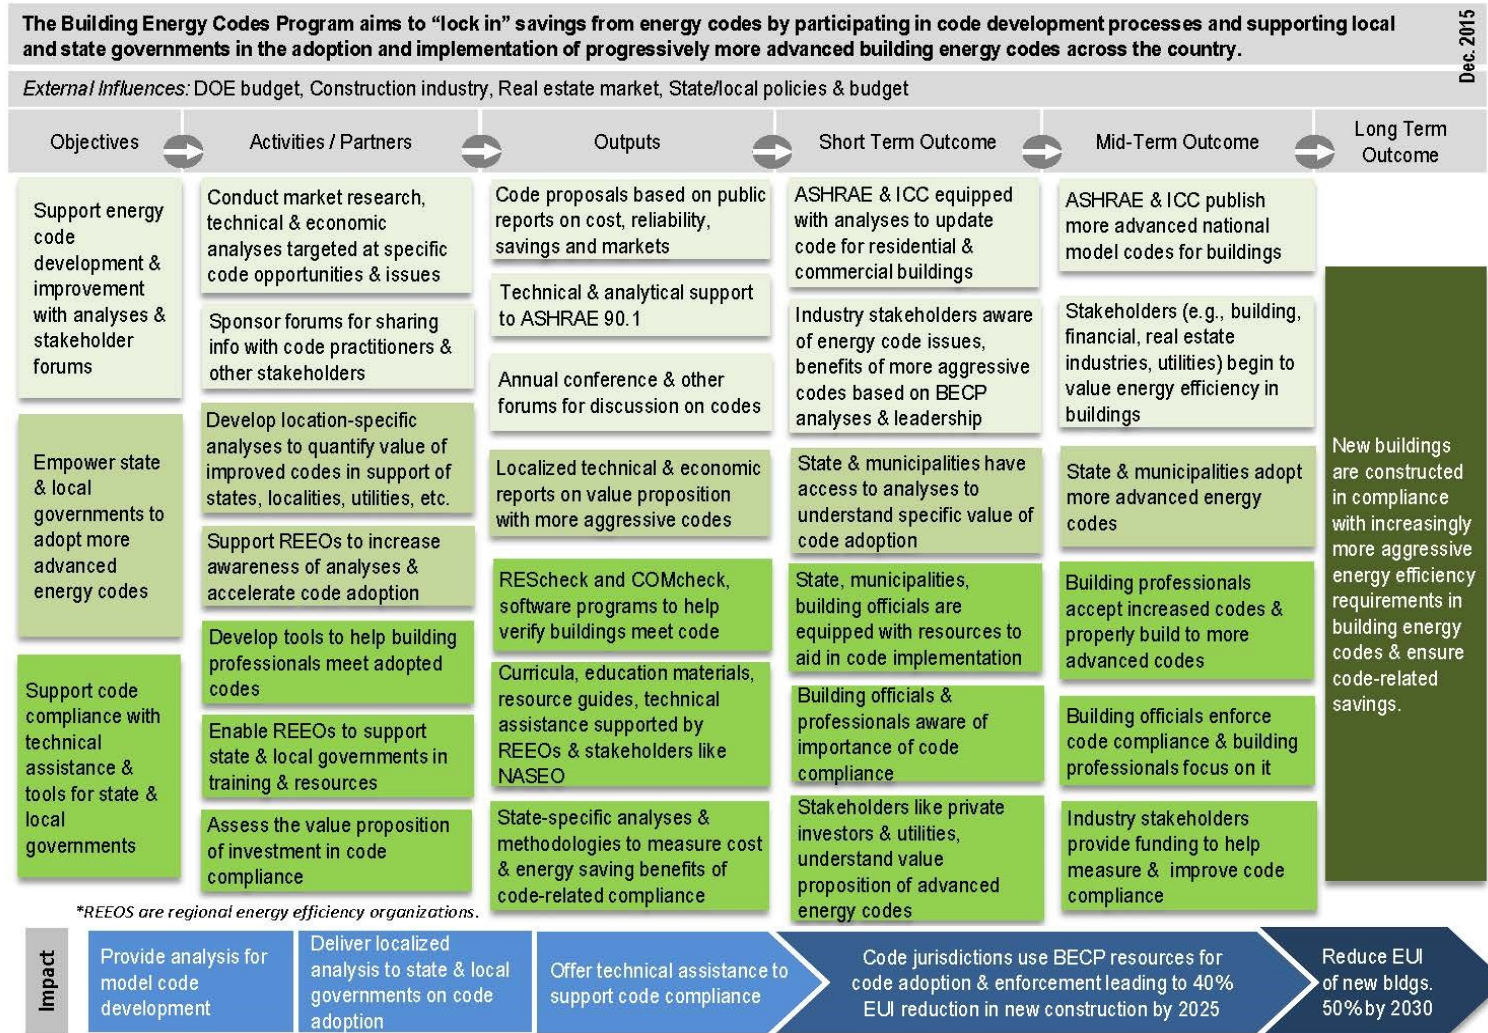 The Building Energy Codes Program aims to “lock in” savings from energy codes by participating in code development processes and supporting local
and state governments in the adoption and implementation of progressively more advanced building energy codes across the country.
Dec. 2015
External Influences: DOE budget, Construction industry, Real estate market, State/local policies & budget
Objectives
Activities / Partners
Outputs
Short Term Outcome
Mid-Term Outcome
Long Term
Outcome
Support energy
code
development &
improvement
with analyses &
stakeholder
forums
Empower state
& local
governments to
adopt more
advanced
energy codes
Support code
compliance with
technical
assistance &
tools for state &
local
governments
Conduct market research,
technical & economic
analyses targeted at specific
code opportunities & issues
Sponsor forums for sharing
info with code practitioners &
other stakeholders
Develop location-specific
analyses to quantify value of
improved codes in support of
states, localities, utilities, etc.
Support REEOs to increase
awareness of analyses &
accelerate code adoption
Develop tools to help building
professionals meet adopted
codes
Enable REEOs to support
state & local governments in
training & resources
Assess the value proposition
of investment in code
compliance
Code proposals based on public
reports on cost, reliability,
savings and markets
Technical & analytical support
to ASHRAE 90.1
Annual conference & other
forums for discussion on codes
Localized technical & economic
reports on value proposition
with more aggressive codes
REScheck and COMcheck,
software programs to help
verify buildings meet code
Curricula, education materials,
resource guides, technical
assistance supported by
REEOs & stakeholders like
NASEO
State-specific analyses &
methodologies to measure cost
& energy saving benefits of
code-related compliance
ASHRAE & ICC equipped
with analyses to update
code for residential &
commercial buildings
Industry stakeholders aware
of energy code issues,
benefits of more aggressive
codes based on BECP
analyses & leadership
State & municipalities have
access to analyses to
understand specific value of
code adoption
State, municipalities,
building officials are
equipped with resources to
aid in code implementation
Building officials &
professionals aware of
importance of code
compliance
Stakeholders like private
investors & utilities,
understand value
proposition of advanced
energy codes
ASHRAE & ICC publish
more advanced national
model codes for buildings
Stakeholders (e.g., building,
financial, real estate
industries, utilities) begin to
value energy efficiency in
buildings
State & municipalities adopt
more advanced energy
codes
Building professionals
accept increased codes &
properly build to more
advanced codes
Building officials enforce
code compliance & building
professionals focus on it
Industry stakeholders
provide funding to help
measure & improve code
compliance
New buildings
are constructed
in compliance
with increasingly
more aggressive
energy efficiency
requirements in
building energy
codes & ensure
code-related
savings.
*REEOS are regional energy efficiency organizations.
Impact
Provide analysis for
model code
development
Deliver localized
analysis to state & local
governments on code
adoption
Offer technical assistance to
support code compliance
Code jurisdictions use BECP resources for
code adoption & enforcement leading to 40%
EUI reduction in new construction by 2025
Reduce EUI
of new bldgs.
50% by 2030